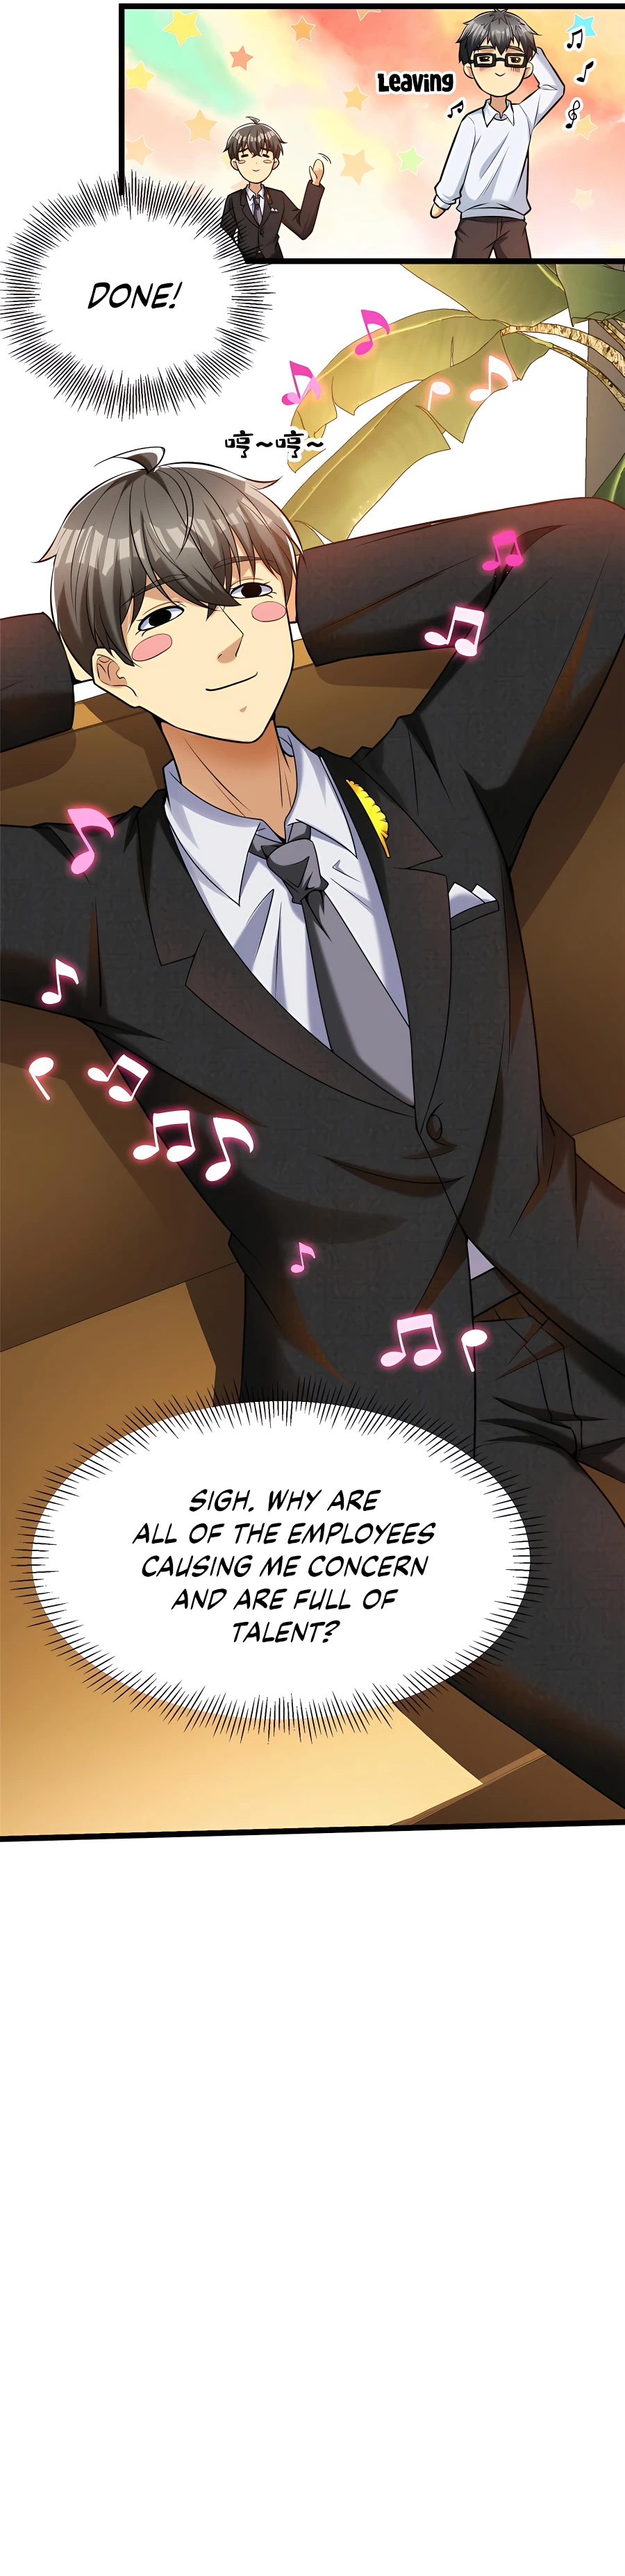 Leaving
DONE!
哼~哼~
SIGH. WHY ARE
ALL OF THE EMPLOYEES
CAUSING ME CONCERN
AND ARE FULL OF
TALENT?